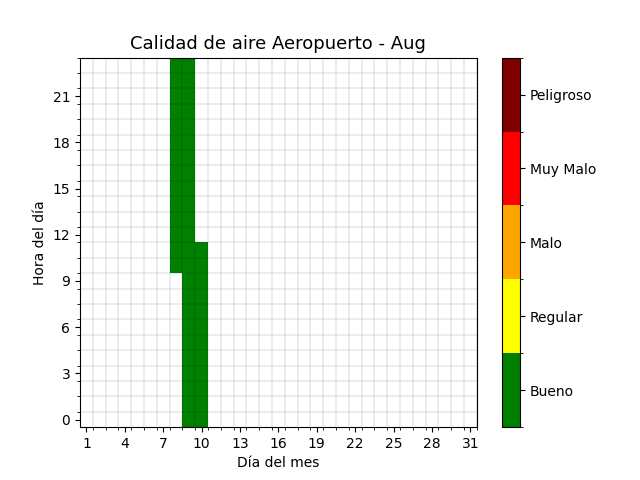 Calidad de aire Aeropuerto - Aug
21
18
15
12
9
6
3
0
Hora del día
1 4 7 10 13 16 19 22 25 28 31
Día del mes
Peligroso
Muy Malo
Malo
Regular
Bueno